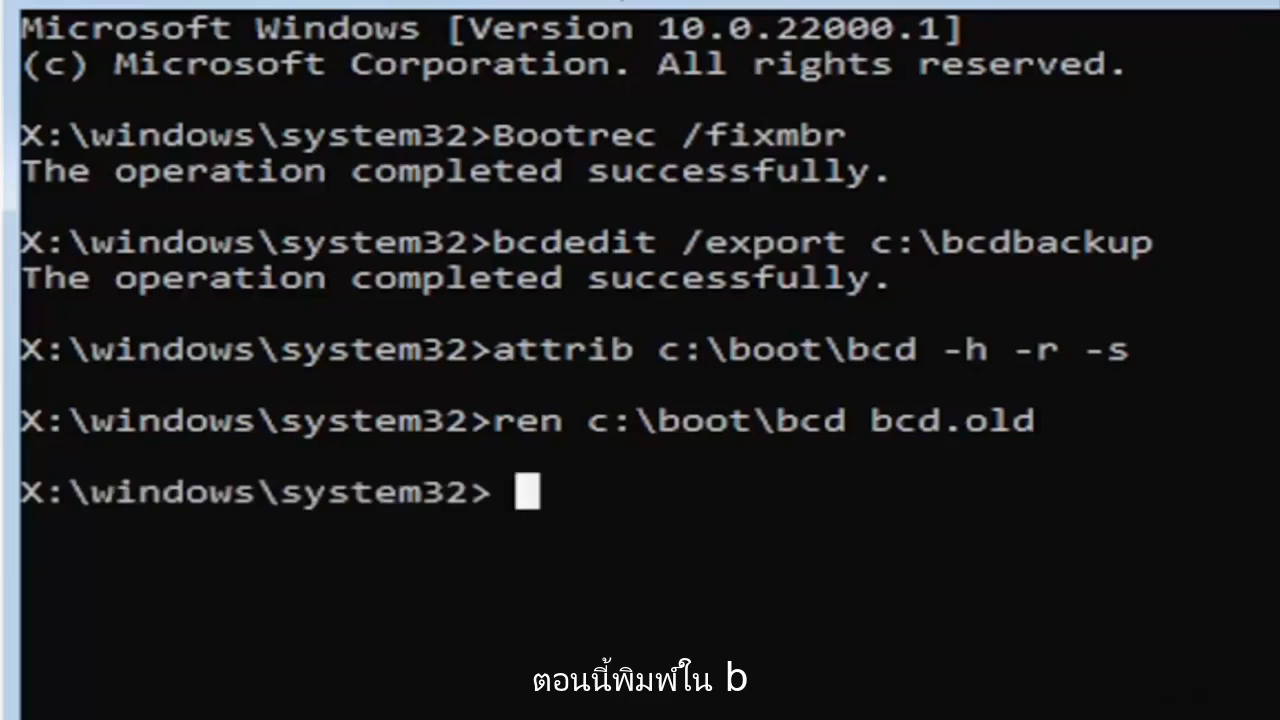 Microsoft Windows [Version 10.0.22000.1]
(c) Microsoft Corporation. All rights reserved.
X:\windows\system32>Bootrec /fixmbr
The operation completed successfully.
X:\windows\system32>bcdedit /export c:\bcdbackup
The operation completed successfully.
X:\windows\system32>attrib c:\boot\bcd -h -r -s
X:\windows\system32>ren c:\boot\bcd bcd.old
X:\windows\system32>
ตอนนี้พิมพ์ใน b